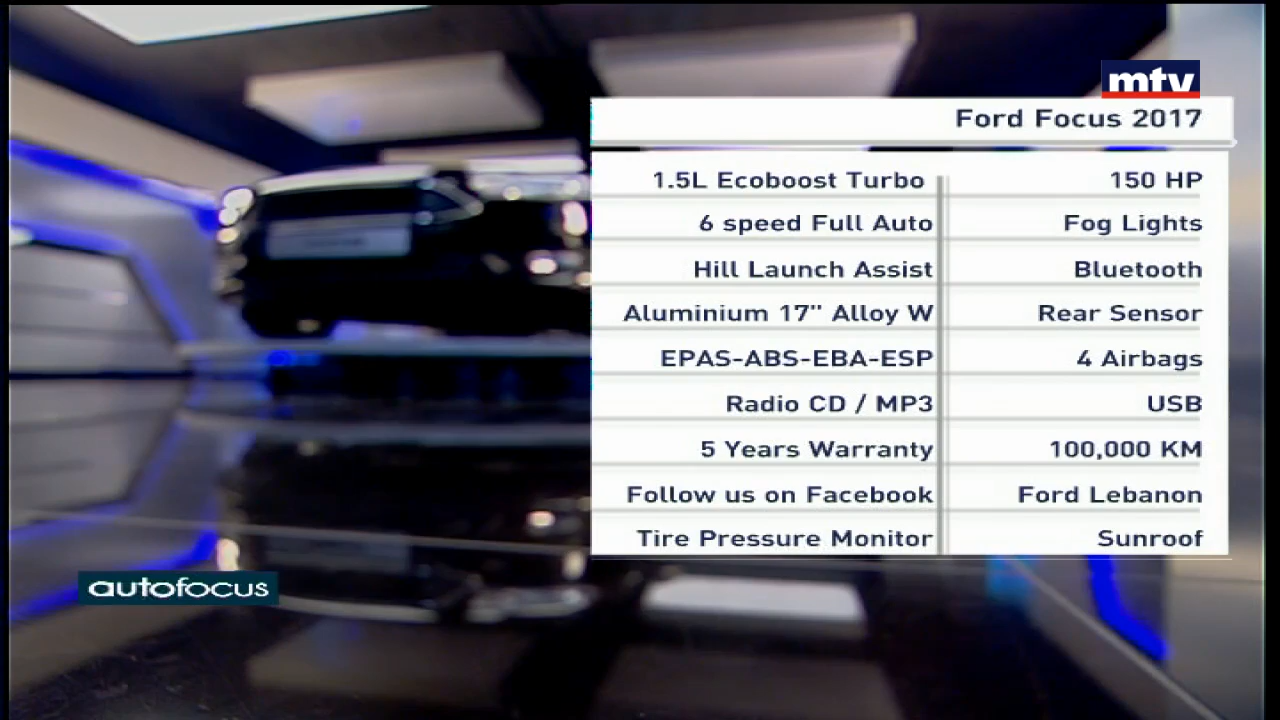 mtv
Ford Focus 2017
1.5L Ecoboost Turbo 150 HP
6 speed Full Auto Fog Lights
Hill Launch Assist Bluetooth
Aluminium 17" Alloy W Rear Sensor
EPAS-ABS-EBA-ESP 4 Airbags
Radio CD / MP3 USB
5 Years Warranty 100,000 KM
Follow us on Facebook Ford Lebanon
Tire Pressure Monitor Sunroof
autofocus